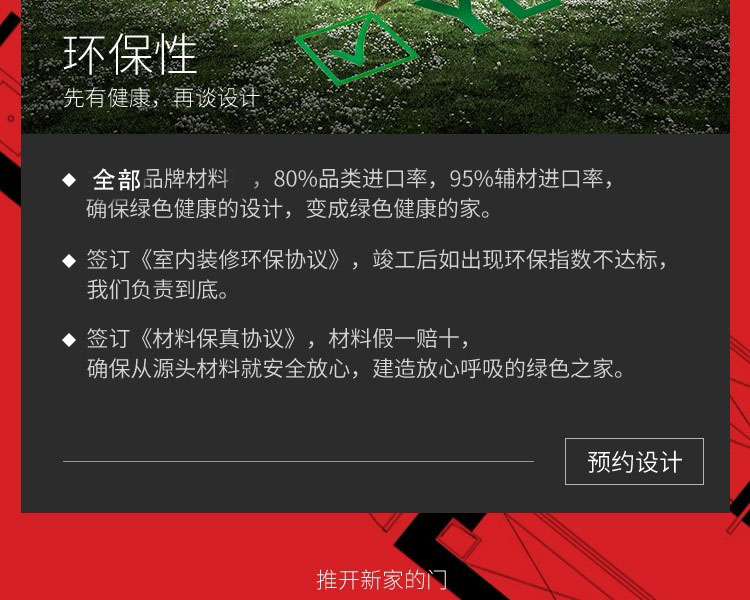 环保性
先有健康，再谈设计
◆ 全部品牌材料，80%品类进口率，95%辅材进口率，
确保绿色健康的设计，变成绿色健康的家。
◆ 签订《室内装修环保协议》，竣工后如出现环保指数不达标，
我们负责到底。
◆ 签订《材料保真协议》，材料假一赔十，
确保从源头材料就安全放心，建造放心呼吸的绿色之家。
预约设计
推开新家的门